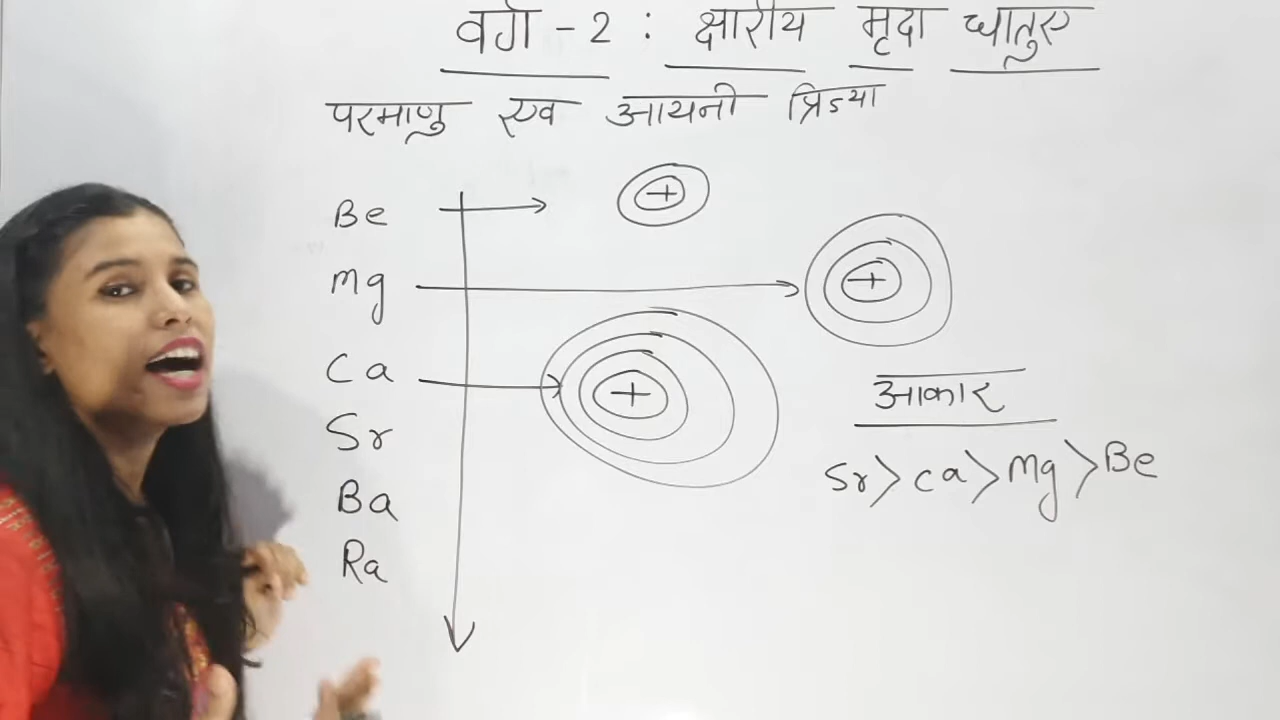 वर्ग - 2 : क्षारीय मृदा धातुए
परमाणु एव आयनी त्रिज्या
Be
Mg
Ca
Sr
Ba
Ra
+
+
+
आकार
Sr > Ca > Mg > Be